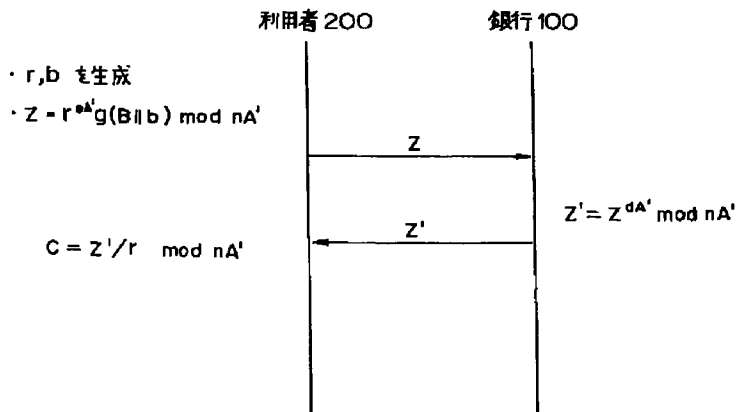 利用者200 銀行100
・r,b を生成
・Z = r^eA' g(B‖b) mod nA'
Z
Z' = Z^dA' mod nA'
Z'
C = Z'/r mod nA'